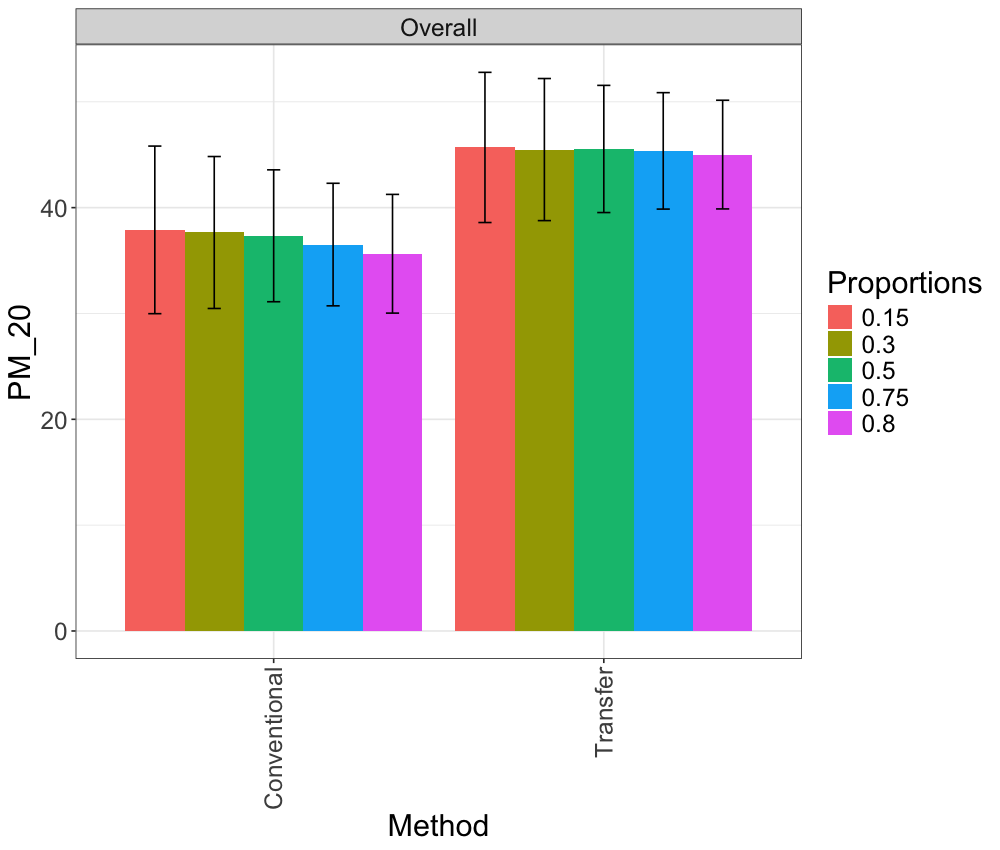 Overall
PM_20
40
20
0
Conventional
Transfer
Method
Proportions
0.15
0.3
0.5
0.75
0.8